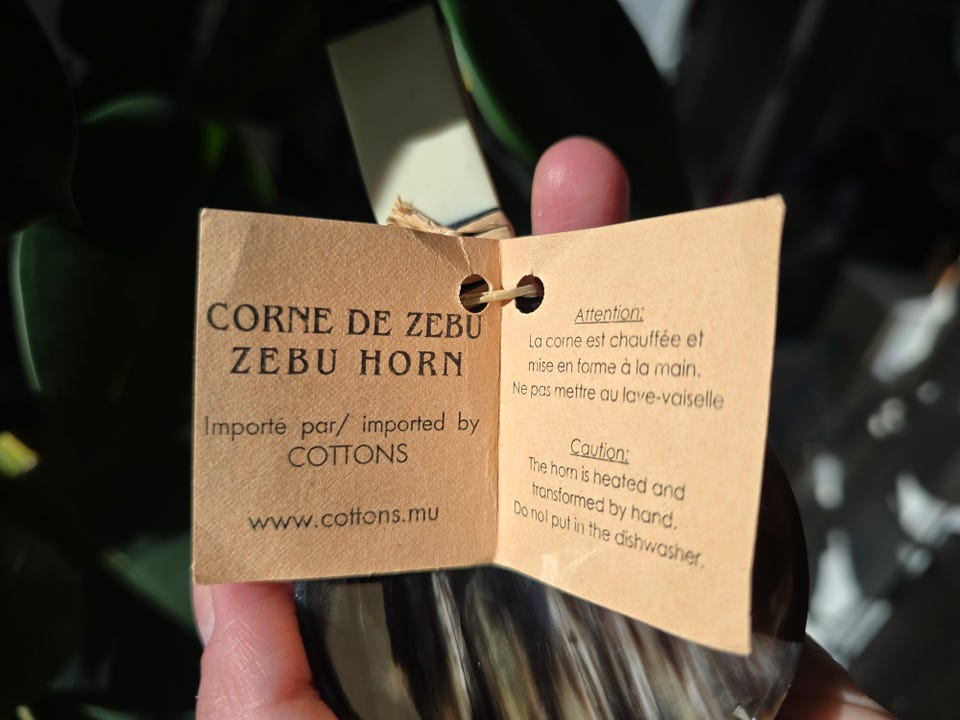 CORNE DE ZEBU
ZEBU HORN
Importé par/ imported by
COTTONS
www.cottons.mu
Attention:
La corne est chauffée et
mise en forme à la main.
Ne pas mettre au lave-vaiselle
Caution:
The horn is heated and
transformed by hand.
Do not put in the dishwasher.